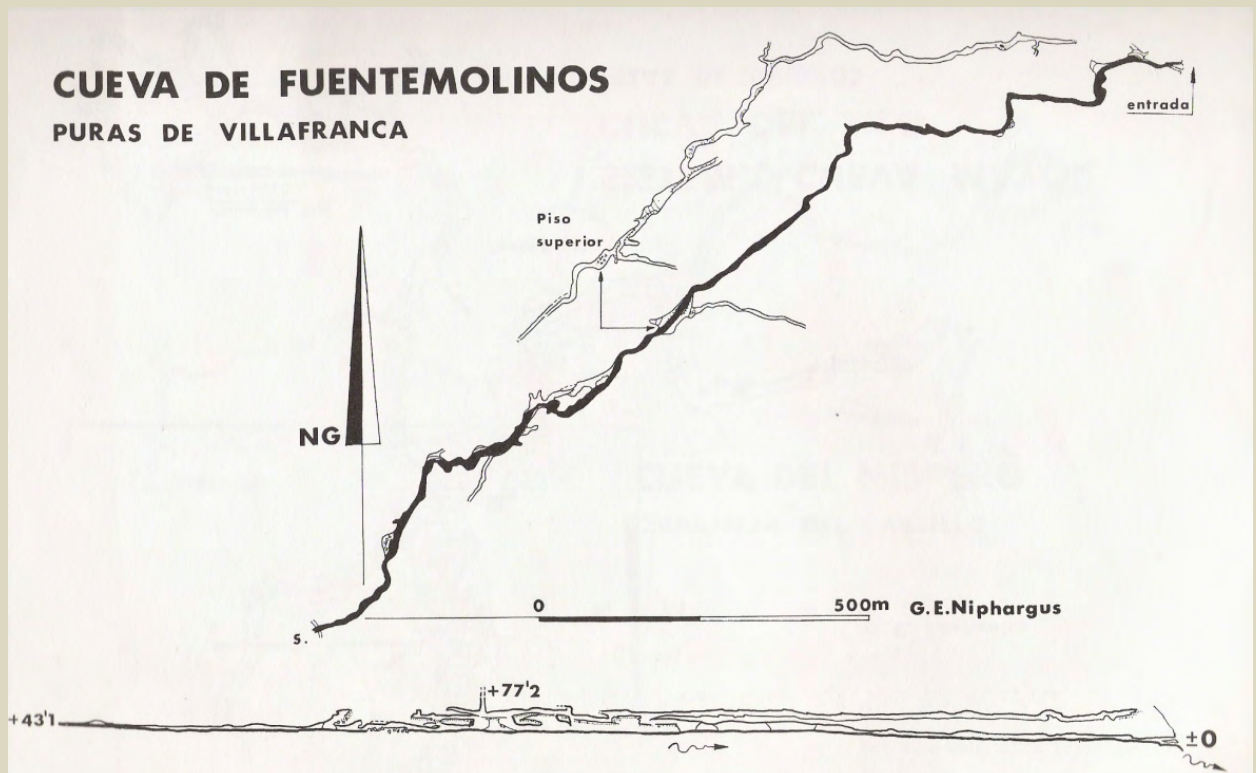 CUEVA DE FUENTEMOLINOS
PURAS DE VILLAFRANCA
entrada
Piso
superior
NG
0 500m G.E.Niphargus
S.
+77'2
+43'1
±0